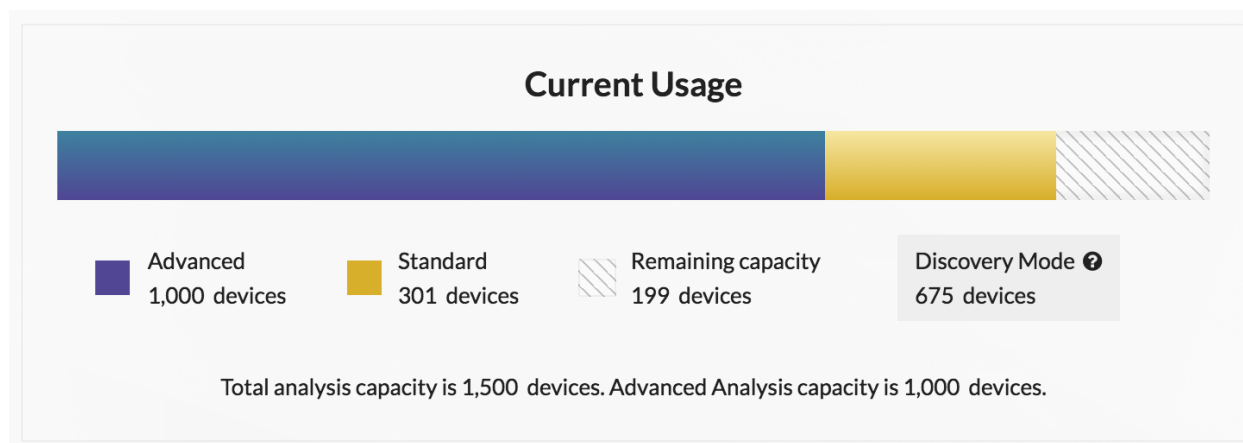 Current Usage
Advanced
1,000 devices
Standard
301 devices
Remaining capacity
199 devices
Discovery Mode ?
675 devices
Total analysis capacity is 1,500 devices. Advanced Analysis capacity is 1,000 devices.